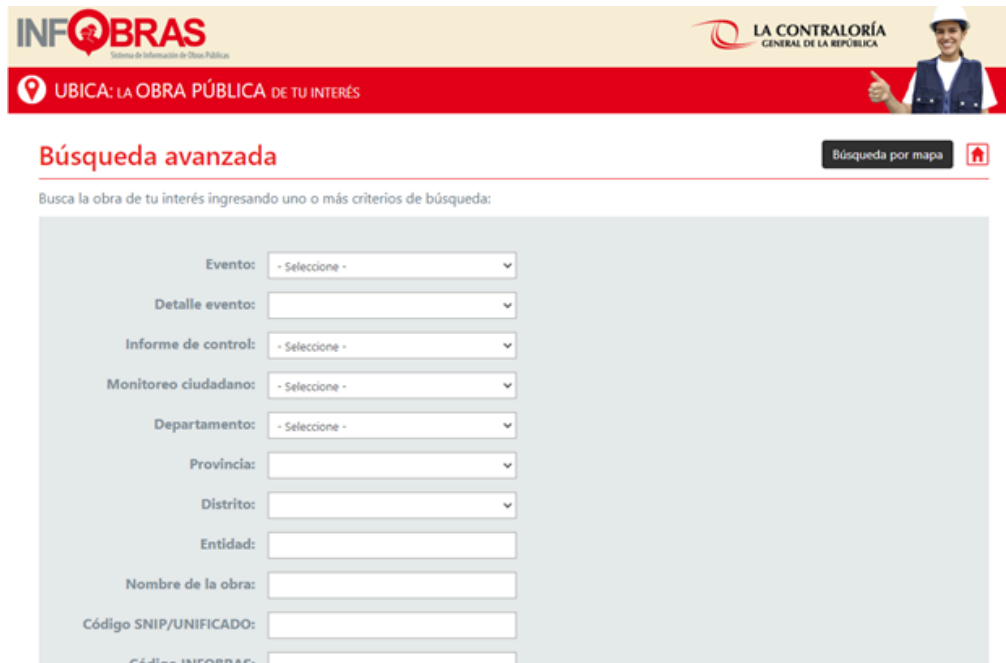 INFOBRAS
Sistema de Información de Obras Públicas
LA CONTRALORÍA
GENERAL DE LA REPÚBLICA
UBICA: LA OBRA PÚBLICA DE TU INTERÉS
Búsqueda avanzada
Búsqueda por mapa
Busca la obra de tu interés ingresando uno o más criterios de búsqueda:
Evento: - Seleccione -
Detalle evento:
Informe de control: - Seleccione -
Monitoreo ciudadano: - Seleccione -
Departamento: - Seleccione -
Provincia:
Distrito:
Entidad:
Nombre de la obra:
Código SNIP/UNIFICADO:
Código INFOBRAS: